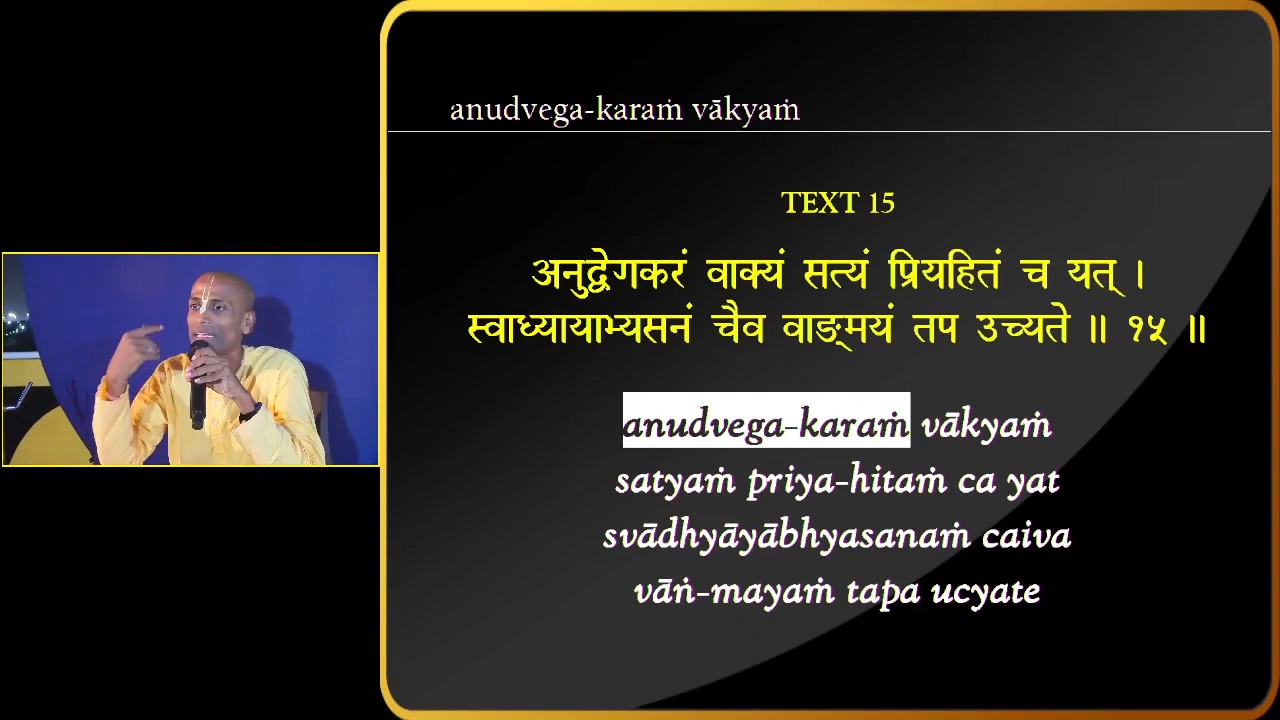 anudvega-karaṁ vākyaṁ
TEXT 15
अनुद्वेगकरं वाक्यं सत्यं प्रियहितं च यत् ।
स्वाध्यायाभ्यसनं चैव वाङ्‌मयं तप उच्यते ॥ १५ ॥
anudvega-karaṁ vākyaṁ
satyaṁ priya-hitaṁ ca yat
svādhyāyābhyasanaṁ caiva
vāṅ-mayaṁ tapa ucyate